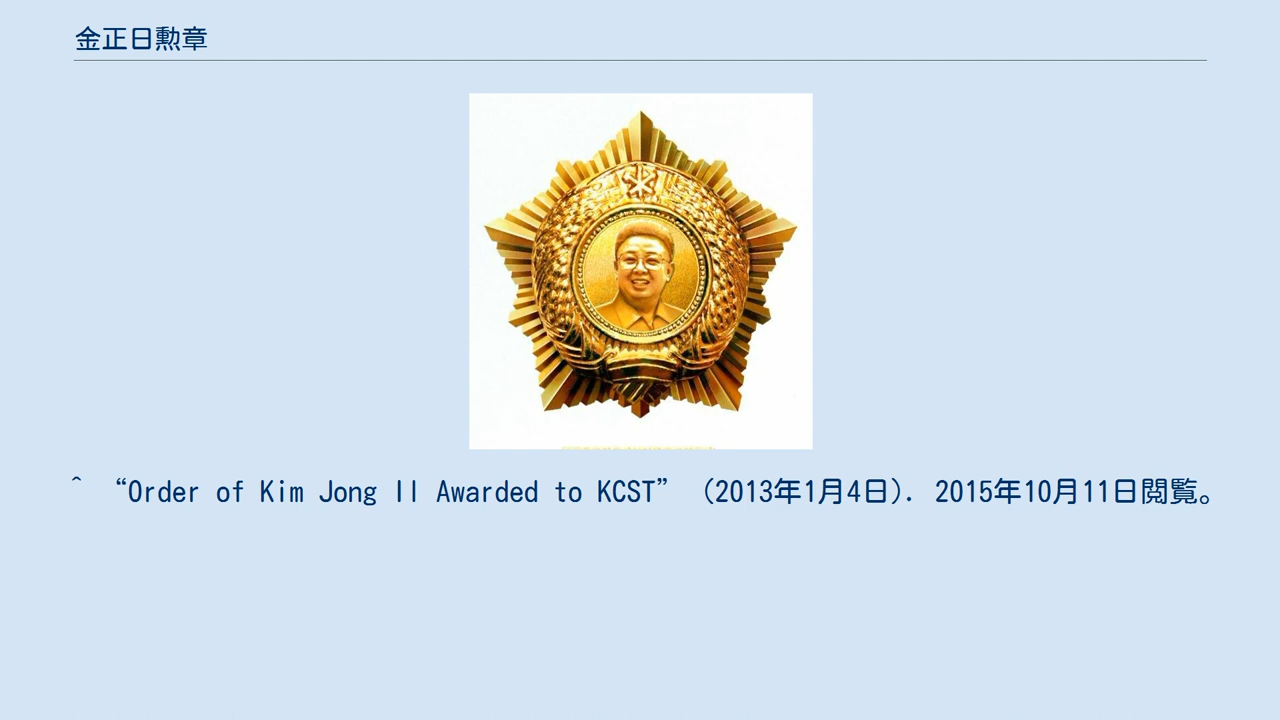 金正日勲章
^ “Order of Kim Jong Il Awarded to KCST” (2013年1月4日). 2015年10月11日閲覧。